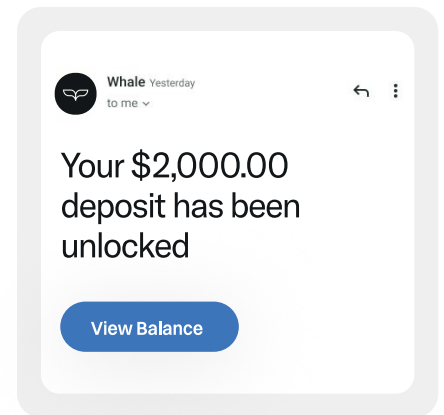 Whale Yesterday
to me
Your $2,000.00
deposit has been
unlocked
View Balance